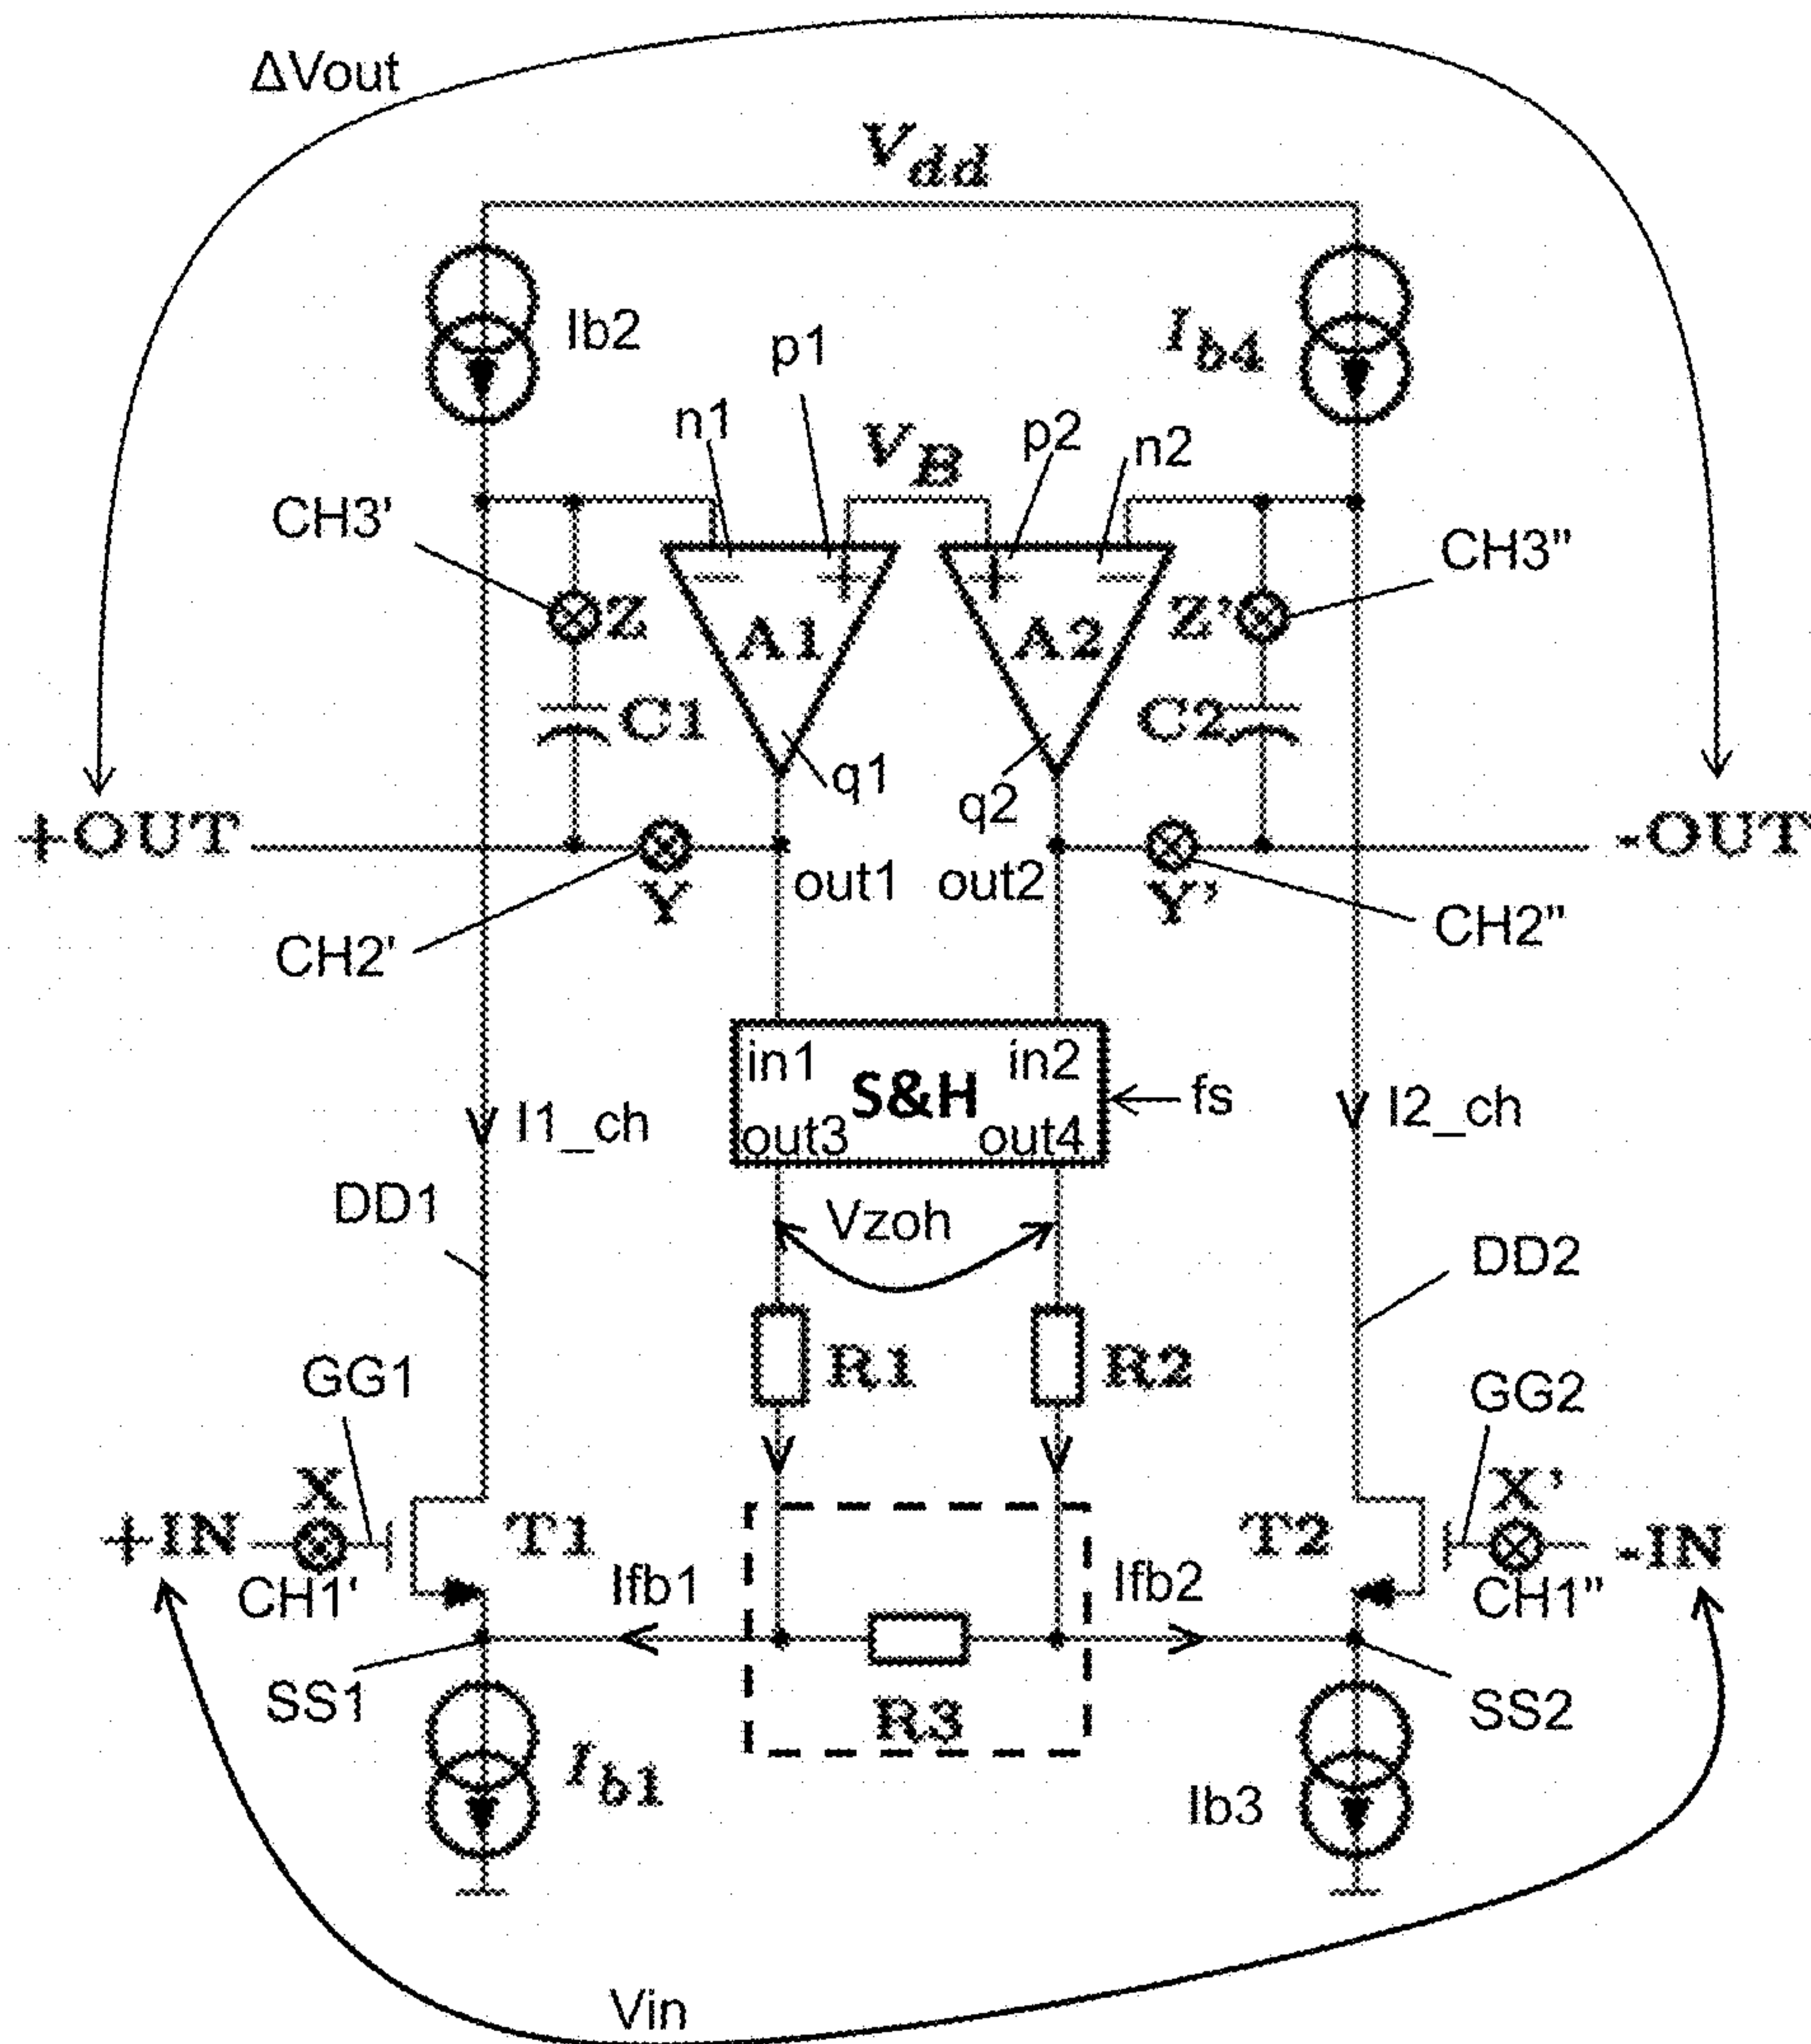 ΔVout
Vdd
Ib2
Ib4
p1
n1
VB
p2
n2
CH3'
CH3"
Z
A1
A2
Z'
C1
C2
q1
q2
+OUT
-OUT
out1
out2
Y
Y'
CH2'
CH2"
in1
in2
S&H
fs
out3
out4
I1_ch
I2_ch
DD1
Vzoh
DD2
R1
R2
GG1
GG2
X
X'
+IN
T1
T2
-IN
CH1'
Ifb1
Ifb2
CH1"
SS1
R3
SS2
Ib1
Ib3
Vin